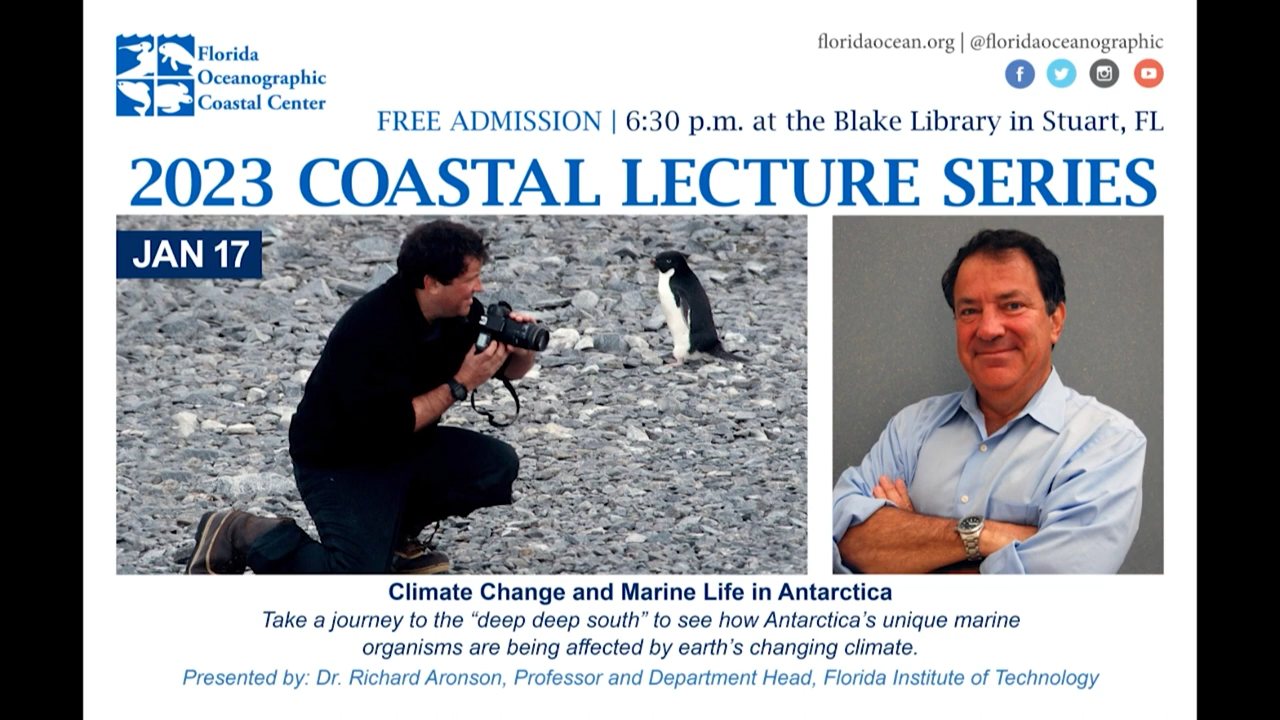 Florida
Oceanographic
Coastal Center
floridaocean.org | @floridaoceanographic
FREE ADMISSION | 6:30 p.m. at the Blake Library in Stuart, FL
2023 COASTAL LECTURE SERIES
JAN 17
Climate Change and Marine Life in Antarctica
Take a journey to the “deep deep south” to see how Antarctica’s unique marine
organisms are being affected by earth’s changing climate.
Presented by: Dr. Richard Aronson, Professor and Department Head, Florida Institute of Technology